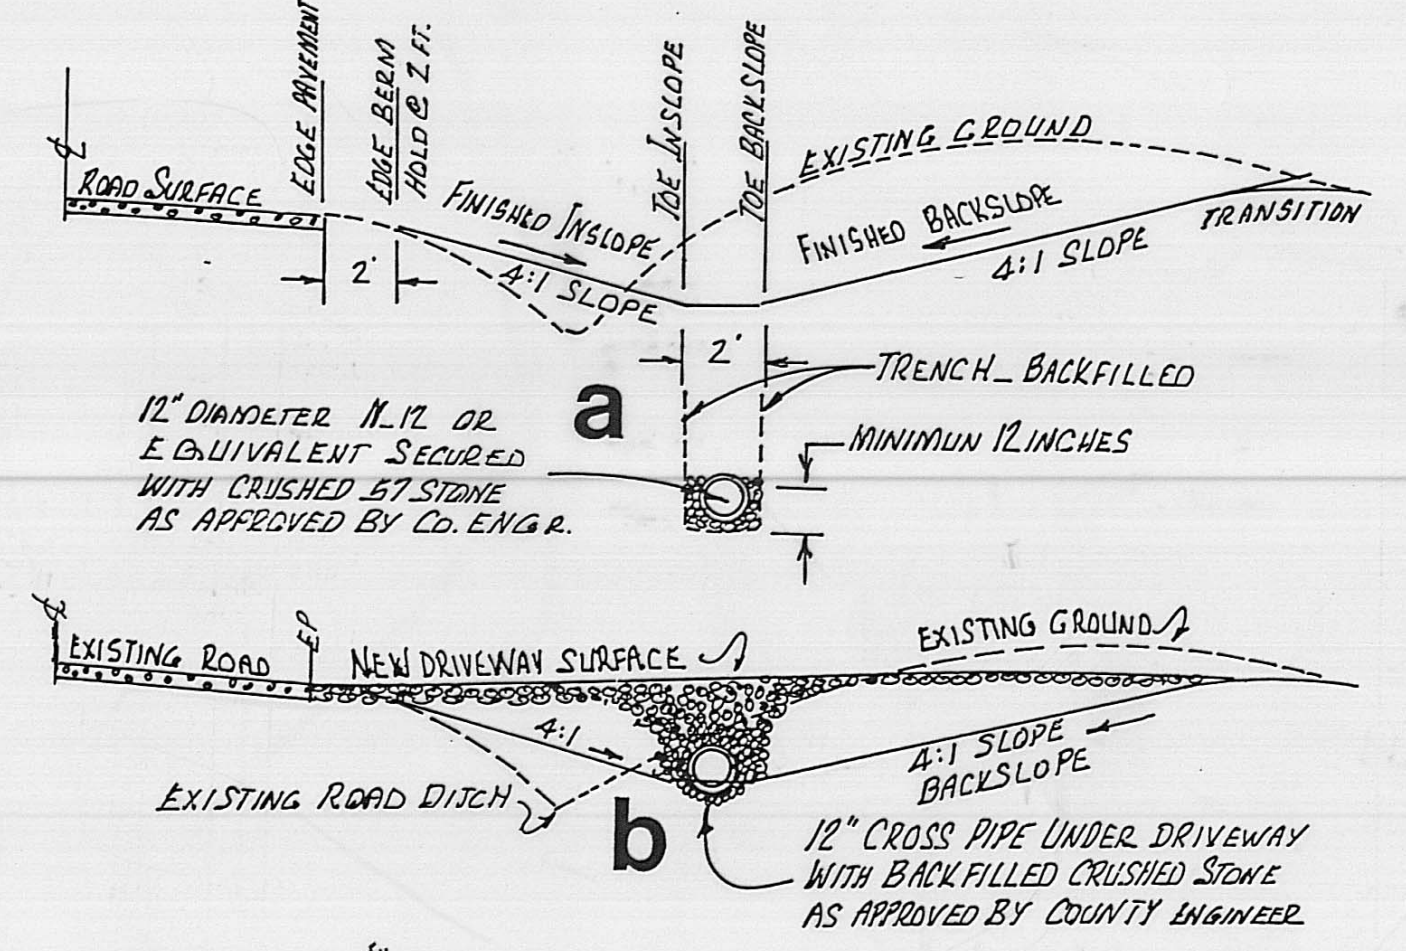 EDGE PAVEMENT
EDGE BERM
HOLD @ 2 FT.
TOE INSLOPE
TOE BACKSLOPE
EXISTING GROUND
℄
ROAD SURFACE
FINISHED INSLOPE
4:1 SLOPE
FINISHED BACKSLOPE
4:1 SLOPE
TRANSITION
2'
2'
TRENCH_BACKFILLED
a
12" DIAMETER N_12 OR
EQUIVALENT SECURED
WITH CRUSHED 57 STONE
AS APPROVED BY CO. ENGR.
MINIMUN 12 INCHES
℄
EXISTING ROAD
EP
NEW DRIVEWAY SURFACE
EXISTING GROUND
4:1
4:1 SLOPE
BACKSLOPE
EXISTING ROAD DITCH
b
12" CROSS PIPE UNDER DRIVEWAY
WITH BACKFILLED CRUSHED STONE
AS APPROVED BY COUNTY ENGINEER